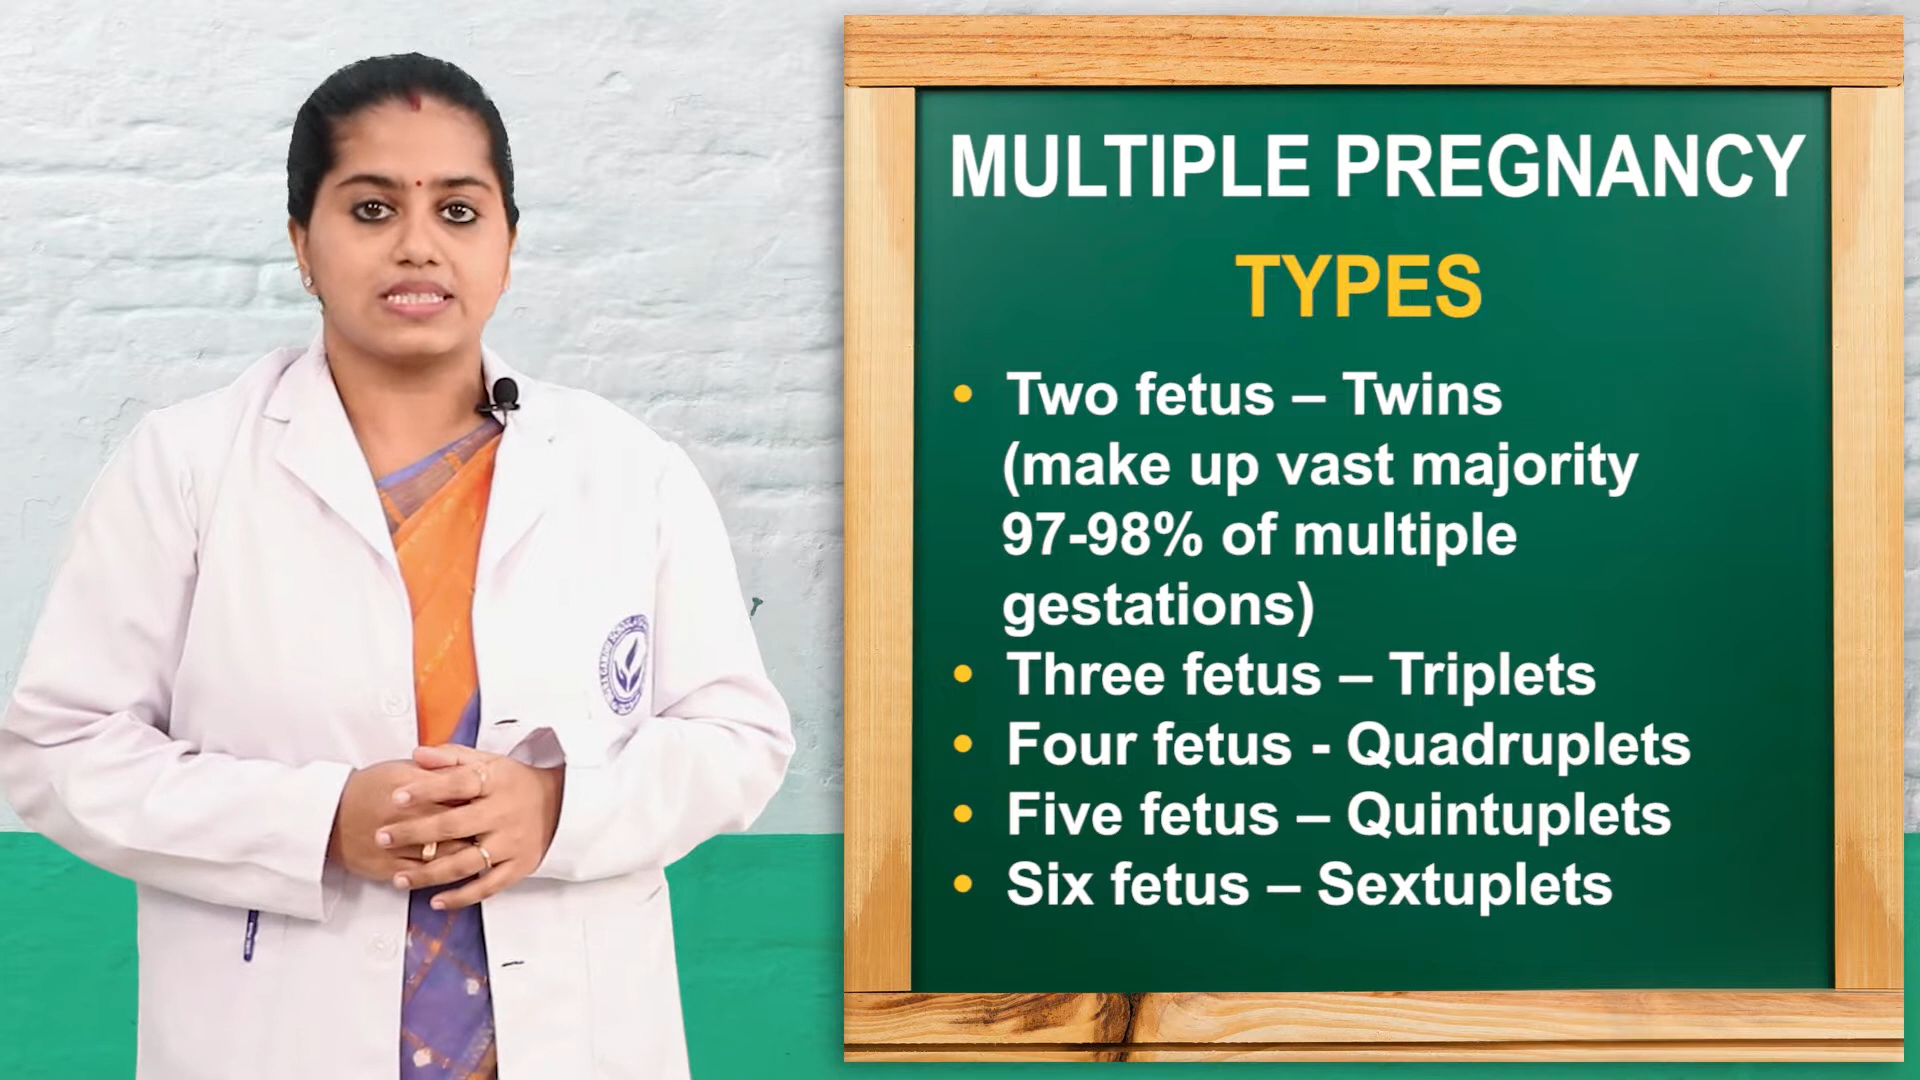 MULTIPLE PREGNANCY
TYPES
• Two fetus – Twins
(make up vast majority
97-98% of multiple
gestations)
• Three fetus – Triplets
• Four fetus - Quadruplets
• Five fetus – Quintuplets
• Six fetus – Sextuplets